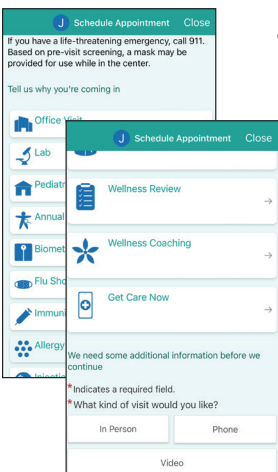 J Schedule Appointment Close
If you have a life-threatening emergency, call 911.
Based on pre-visit screening, a mask may be
provided for use while in the center.
Tell us why you're coming in
Office Visit
Lab
Pediatr
Annual
Biomet
Flu Sho
Immun
Allergy
J Schedule Appointment Close
Wellness Review
Wellness Coaching
Get Care Now
We need some additional information before we
continue
*Indicates a required field.
*What kind of visit would you like?
In Person Phone
Video